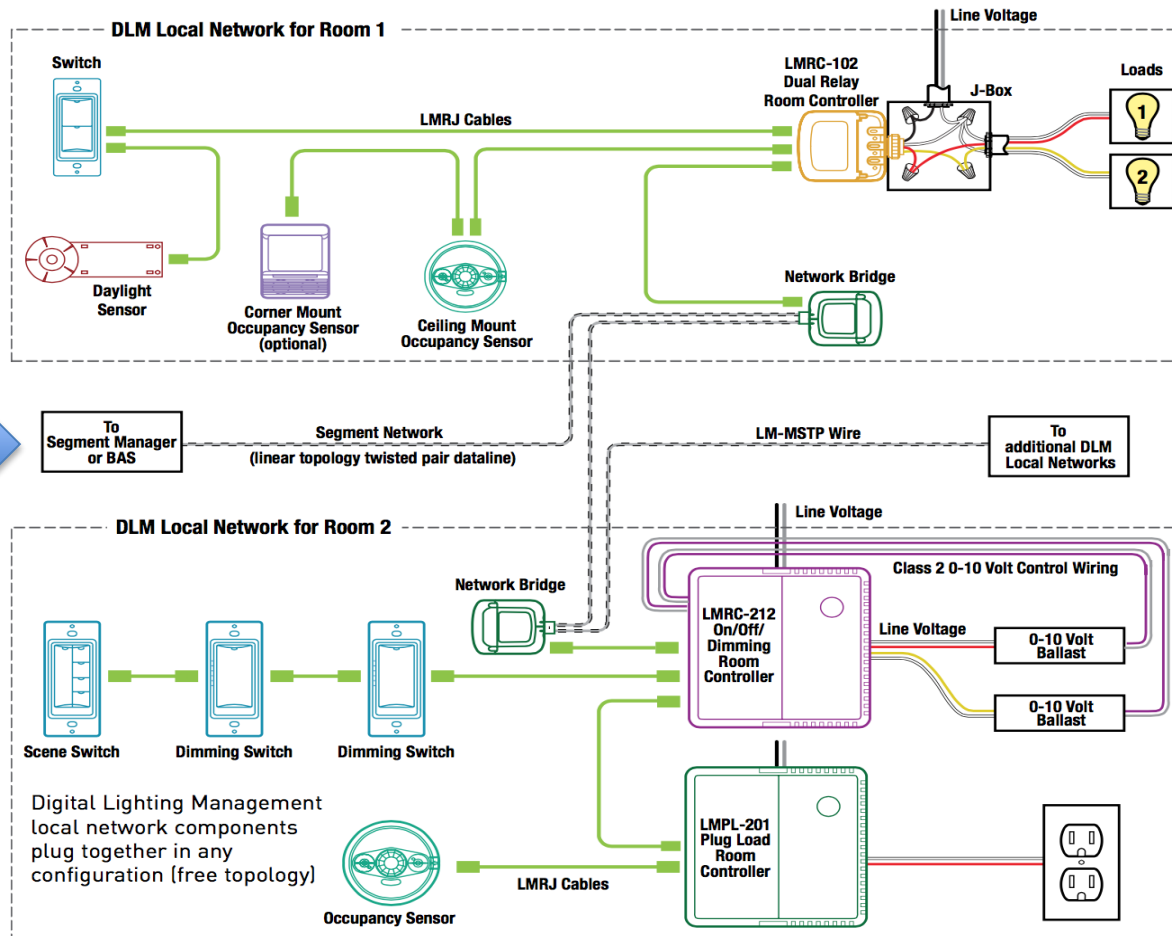 Line Voltage
DLM Local Network for Room 1
Switch
LMRC-102
Dual Relay
Room Controller
J-Box
Loads
LMRJ Cables
1
2
Daylight
Sensor
Corner Mount
Occupancy Sensor
(optional)
Ceiling Mount
Occupancy Sensor
Network Bridge
To
Segment Manager
or BAS
Segment Network
(linear topology twisted pair dataline)
LM-MSTP Wire
To
additional DLM
Local Networks
DLM Local Network for Room 2
Line Voltage
Class 2 0-10 Volt Control Wiring
Network Bridge
LMRC-212
On/Off/
Dimming
Room
Controller
Line Voltage
0-10 Volt
Ballast
0-10 Volt
Ballast
Scene Switch
Dimming Switch
Dimming Switch
Digital Lighting Management
local network components
plug together in any
configuration (free topology)
LMPL-201
Plug Load
Room
Controller
LMRJ Cables
Occupancy Sensor